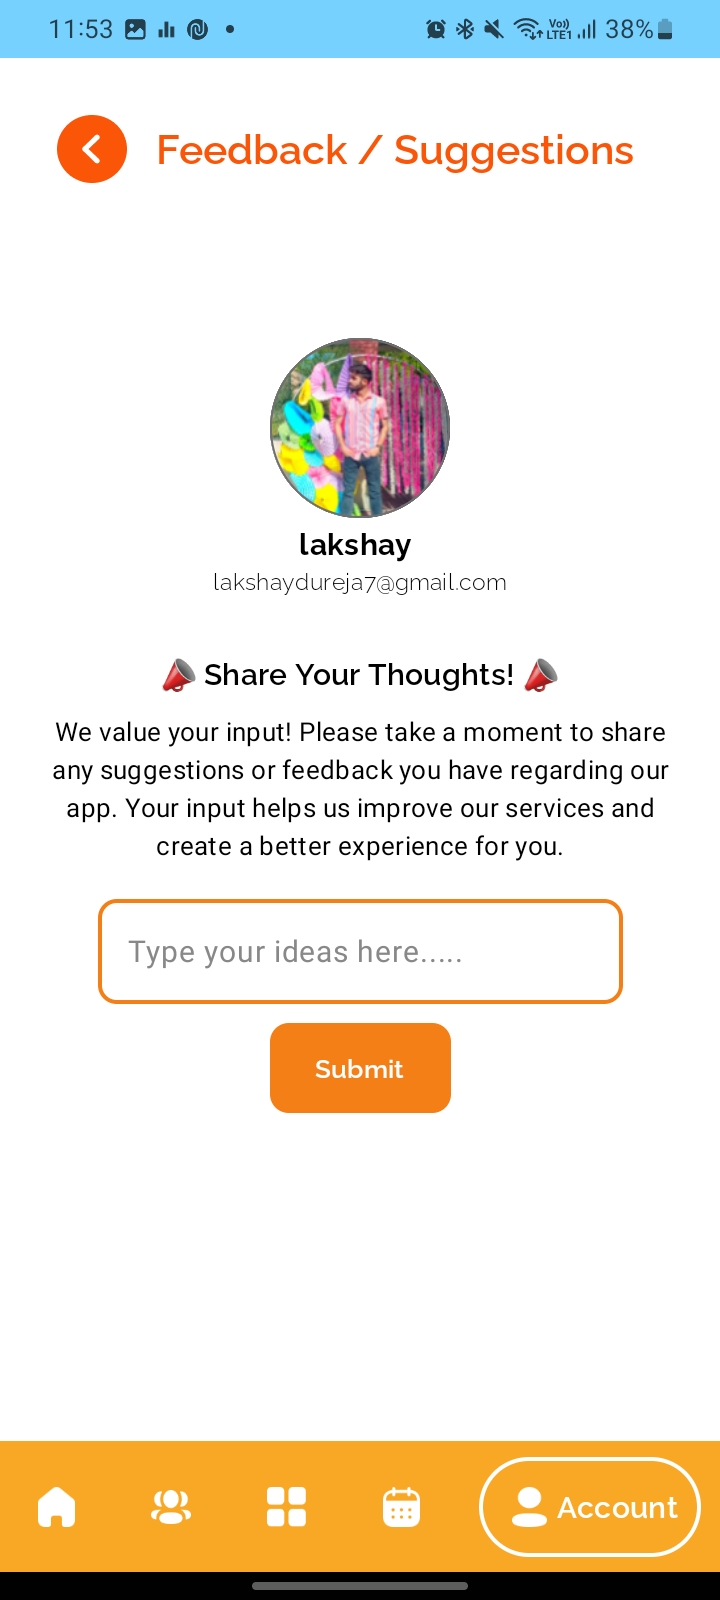 11:53
Vo)) LTE1 38%
Feedback / Suggestions
lakshay
lakshaydureja7@gmail.com
Share Your Thoughts!
We value your input! Please take a moment to share
any suggestions or feedback you have regarding our
app. Your input helps us improve our services and
create a better experience for you.
Type your ideas here.....
Submit
Account